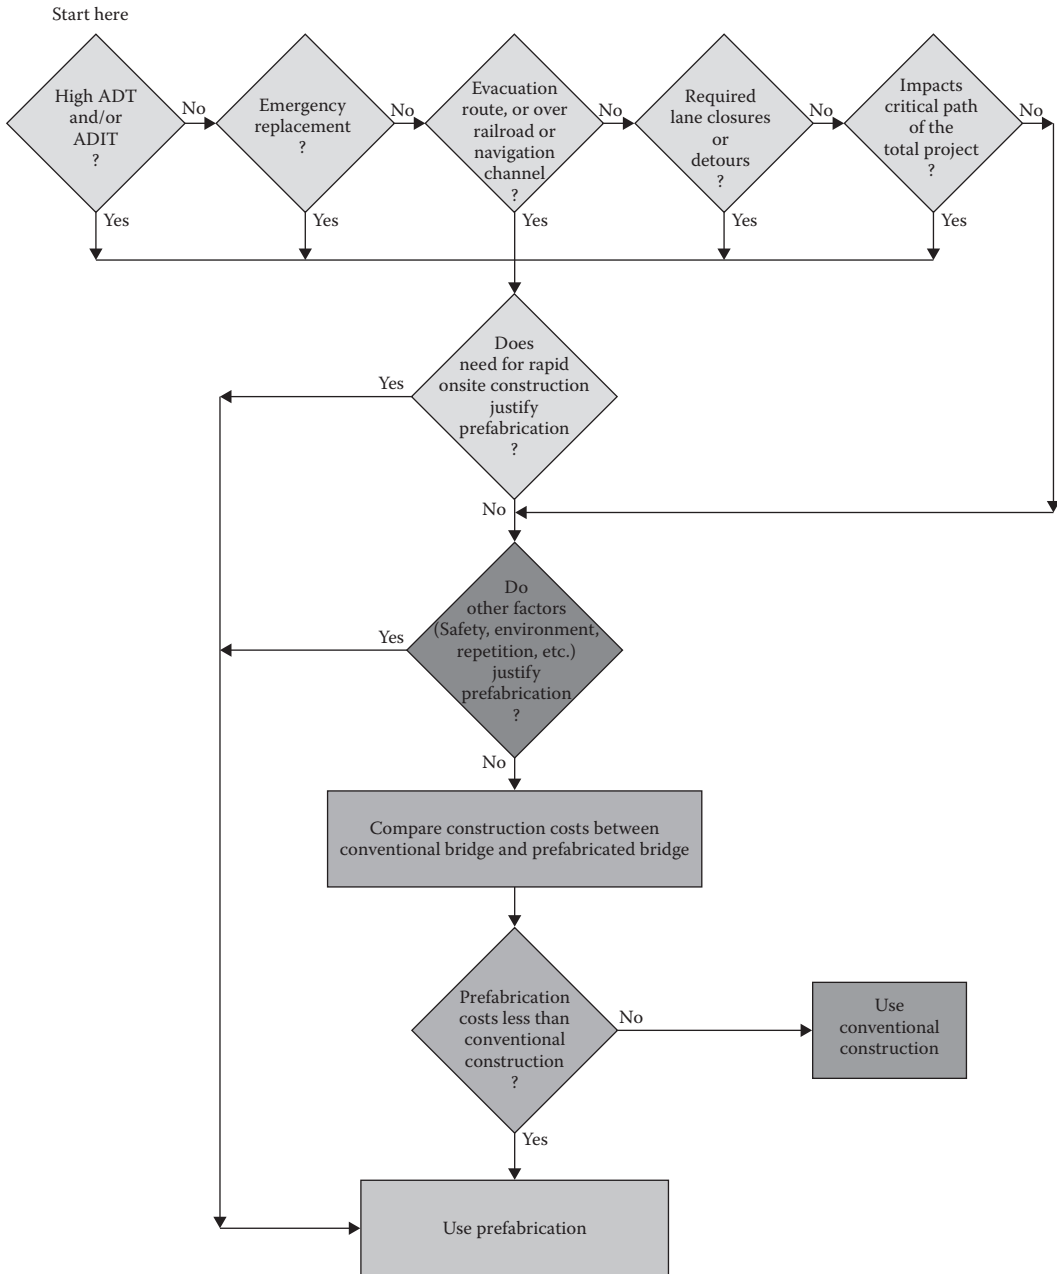 Start here
High ADT
and/or
ADIT
?
No
Yes
Emergency
replacement
?
No
Yes
Evacuation
route, or over
railroad or
navigation
channel
?
No
Yes
Required
lane closures
or
detours
?
No
Yes
Impacts
critical path
of the
total project
?
No
Yes
Does
need for rapid
onsite construction
justify
prefabrication
?
Yes
No
Do
other factors
(Safety, environment,
repetition, etc.)
justify
prefabrication
?
Yes
No
Compare construction costs between
conventional bridge and prefabricated bridge
Prefabrication
costs less than
conventional
construction
?
No
Yes
Use
conventional
construction
Use prefabrication